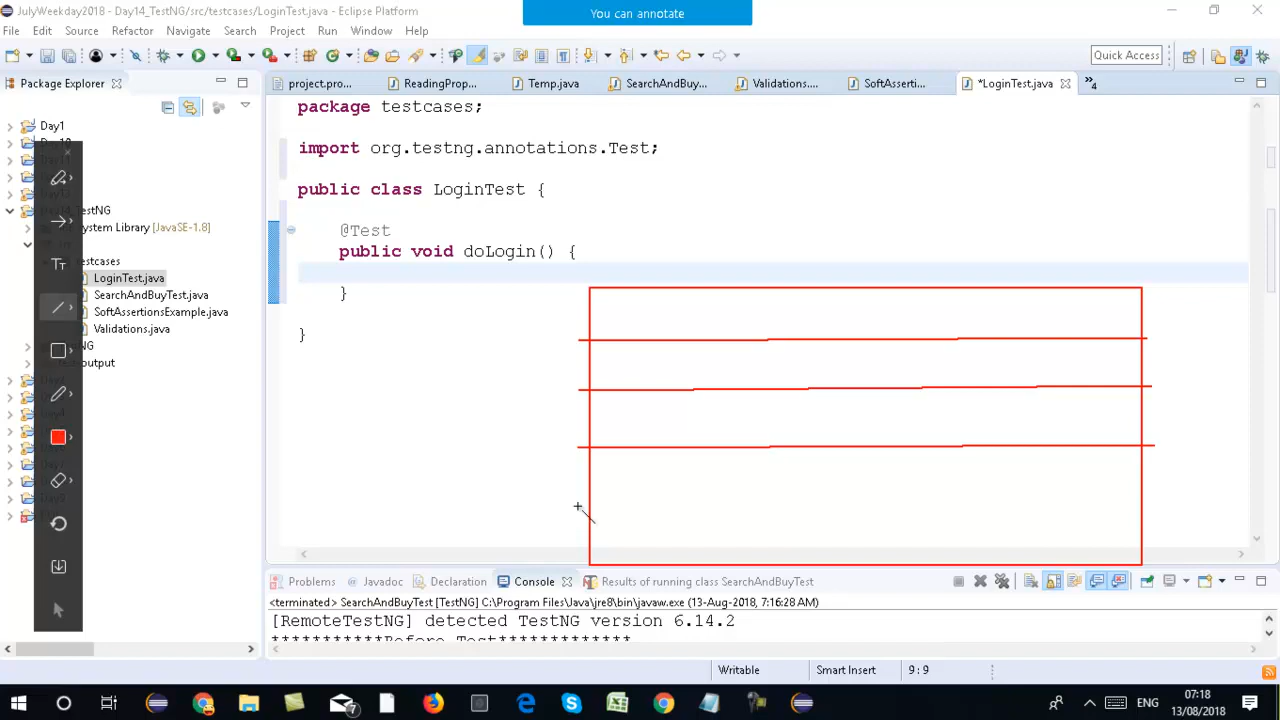 JulyWeekday2018 - Day14_TestNG/src/testcases/LoginTest.java - Eclipse Platform
You can annotate
File Edit Source Refactor Navigate Search Project Run Window Help
Quick Access
Package Explorer
project.pro...
ReadingProp...
Temp.java
SearchAndBuy...
Validations....
SoftAsserti...
*LoginTest.java
4
Day1
TestNG
System Library [JavaSE-1.8]
testcases
LoginTest.java
SearchAndBuyTest.java
SoftAssertionsExample.java
Validations.java
output
package testcases;
import org.testng.annotations.Test;
public class LoginTest {
@Test
public void doLogin() {
}
}
Problems
Javadoc
Declaration
Console
Results of running class SearchAndBuyTest
<terminated> SearchAndBuyTest [TestNG] C:\Program Files\Java\jre8\bin\javaw.exe (13-Aug-2018, 7:16:28 AM)
[RemoteTestNG] detected TestNG version 6.14.2
***********Before Test*************
Writable
Smart Insert
9 : 9
7
ENG
07:18
13/08/2018